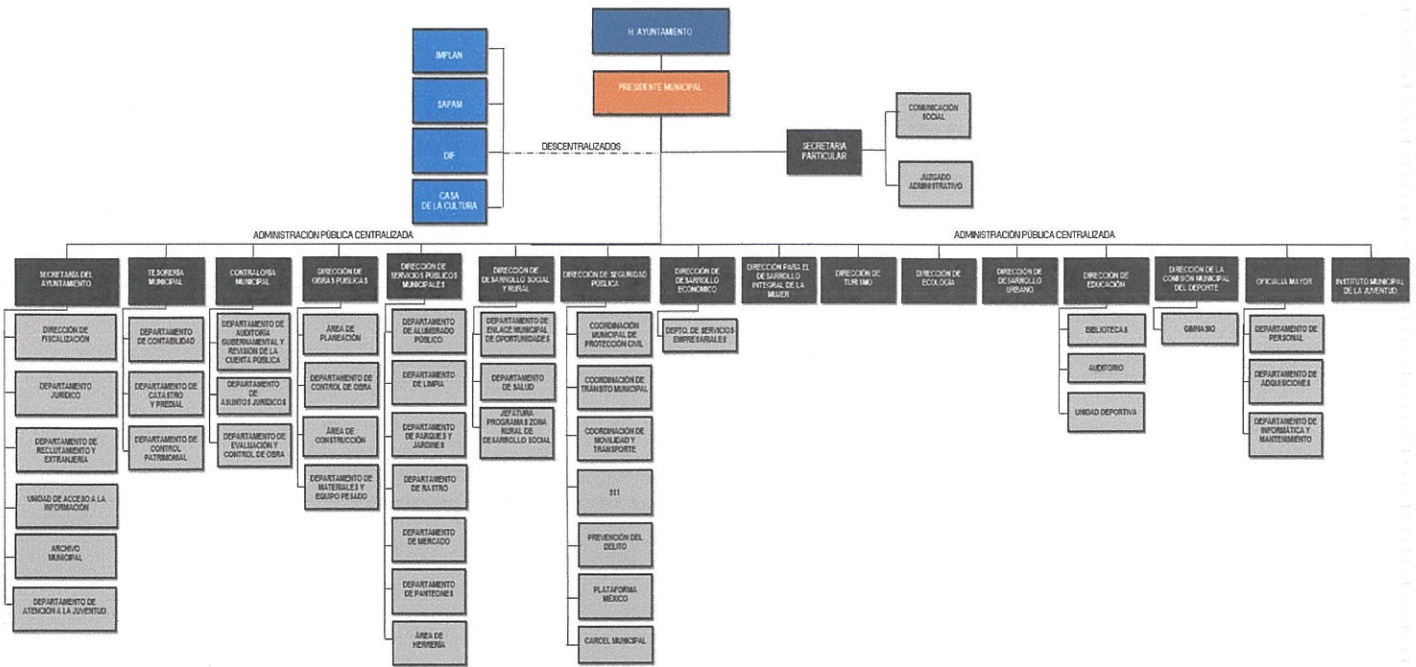 H. AYUNTAMIENTO
PRESIDENTE MUNICIPAL
IMPLAN
SAPAM
DIF
CASA
DE LA CULTURA
DESCENTRALIZADOS
SECRETARIA
PARTICULAR
COMUNICACIÓN
SOCIAL
JUZGADO
ADMINISTRATIVO
ADMINISTRACIÓN PÚBLICA CENTRALIZADA
ADMINISTRACIÓN PÚBLICA CENTRALIZADA
SECRETARÍA DEL
AYUNTAMIENTO
DIRECCIÓN DE
FISCALIZACIÓN
DEPARTAMENTO
JURÍDICO
DEPARTAMENTO DE
RECLUTAMIENTO Y
EXTRANJERÍA
UNIDAD DE ACCESO A LA
INFORMACIÓN
ARCHIVO
MUNICIPAL
DEPARTAMENTO DE
ATENCIÓN A LA JUVENTUD
TESORERÍA
MUNICIPAL
DEPARTAMENTO
DE CONTABILIDAD
DEPARTAMENTO DE
CATASTRO
Y PREDIAL
DEPARTAMENTO DE
CONTROL
PATRIMONIAL
CONTRALORÍA
MUNICIPAL
DEPARTAMENTO DE
AUDITORÍA
GUBERNAMENTAL Y
REVISIÓN DE LA
CUENTA PÚBLICA
DEPARTAMENTO
DE
ASUNTOS JURÍDICOS
DEPARTAMENTO DE
EVALUACIÓN Y
CONTROL DE OBRA
DIRECCIÓN DE
OBRAS PÚBLICAS
ÁREA DE
PLANEACIÓN
DEPARTAMENTO DE
CONTROL DE OBRA
ÁREA DE
CONSTRUCCIÓN
DEPARTAMENTO DE
MATERIALES Y
EQUIPO PESADO
DIRECCIÓN DE
SERVICIOS PÚBLICOS
MUNICIPALES
DEPARTAMENTO
DE ALUMBRADO
PÚBLICO
DEPARTAMENTO
DE LIMPIA
DEPARTAMENTO
DE PARQUES Y
JARDINES
DEPARTAMENTO
DE RASTRO
DEPARTAMENTO
DE MERCADO
DEPARTAMENTO
DE PANTEONES
ÁREA DE
HERRERÍA
DIRECCIÓN DE
DESARROLLO SOCIAL
Y RURAL
DEPARTAMENTO DE
ENLACE MUNICIPAL
DE OPORTUNIDADES
DEPARTAMENTO
DE SALUD
JEFATURA
PROGRAMAS ZONA
RURAL DE
DESARROLLO SOCIAL
DIRECCIÓN DE SEGURIDAD
PÚBLICA
COORDINACIÓN
MUNICIPAL DE
PROTECCIÓN CIVIL
COORDINACIÓN DE
TRÁNSITO MUNICIPAL
COORDINACIÓN DE
MOVILIDAD Y
TRANSPORTE
PREVENCIÓN DEL
DELITO
PLATAFORMA
MÉXICO
CARCEL MUNICIPAL
DIRECCIÓN DE
DESARROLLO
ECONOMICO
DEPTO. DE SERVICIOS
EMPRESARIALES
DIRECCIÓN PARA EL
DESARROLLO
INTEGRAL DE LA
MUJER
DIRECCIÓN DE
TURISMO
DIRECCIÓN DE
ECOLOGÍA
DIRECCIÓN DE
DESARROLLO
URBANO
DIRECCIÓN DE
EDUCACIÓN
BIBLIOTECAS
AUDITORIO
UNIDAD DEPORTIVA
DIRECCIÓN DE LA
COMISIÓN MUNICIPAL
DEL DEPORTE
GIMNASIO
OFICIALIA MAYOR
DEPARTAMENTO DE
PERSONAL
DEPARTAMENTO DE
ADQUISICIONES
DEPARTAMENTO DE
INFORMÁTICA Y
MANTENIMIENTO
INSTITUTO MUNICIPAL
DE LA JUVENTUD